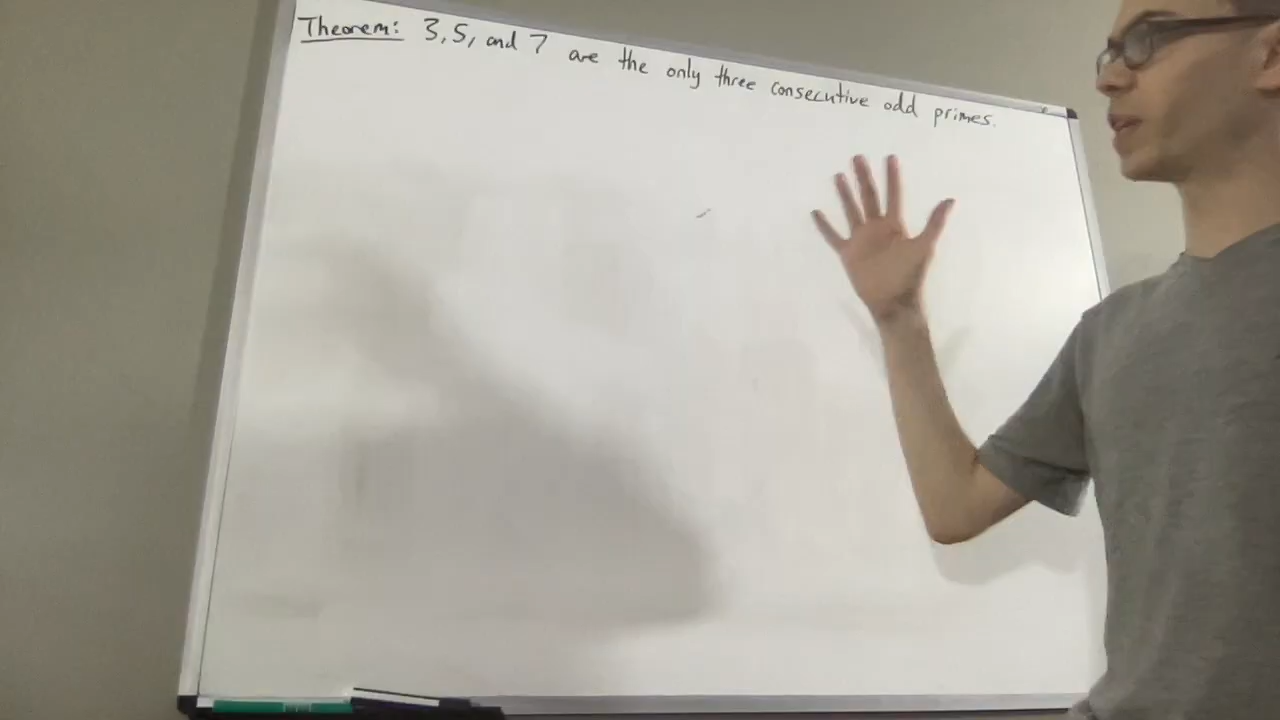 Theorem: 3, 5, and 7 are the only three consecutive odd primes.